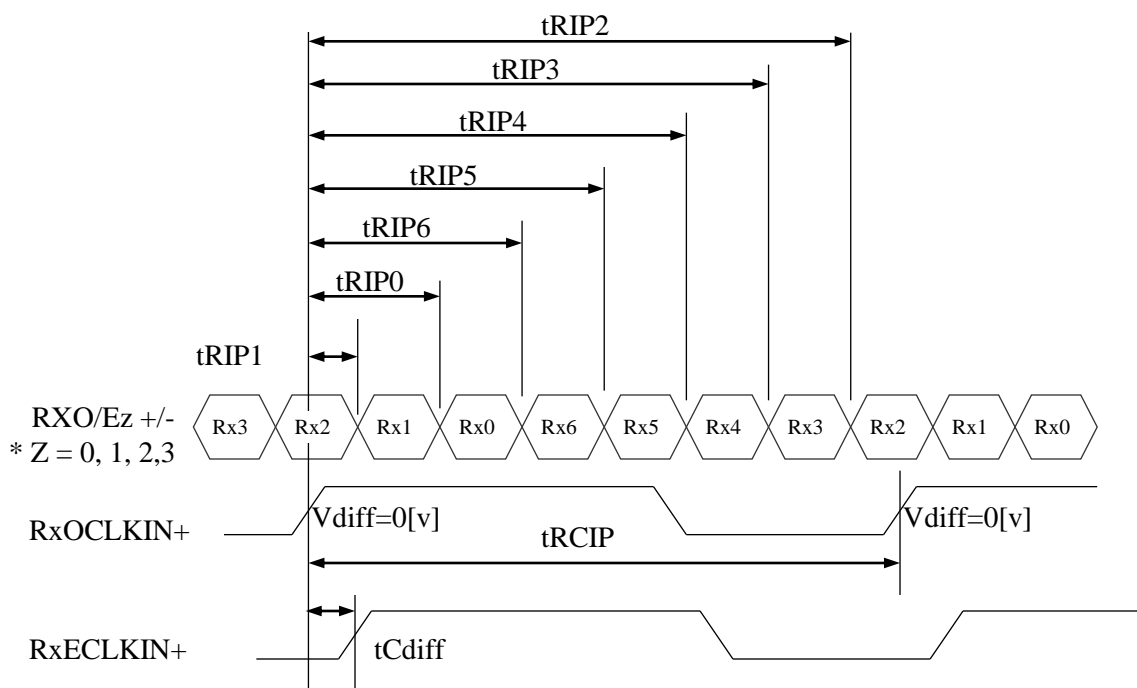 tRIP2
tRIP3
tRIP4
tRIP5
tRIP6
tRIP0
tRIP1
RXO/Ez +/-
* Z = 0, 1, 2,3
Rx3 Rx2 Rx1 Rx0 Rx6 Rx5 Rx4 Rx3 Rx2 Rx1 Rx0
RxOCLKIN+
Vdiff=0[v] Vdiff=0[v]
tRCIP
RxECLKIN+
tCdiff